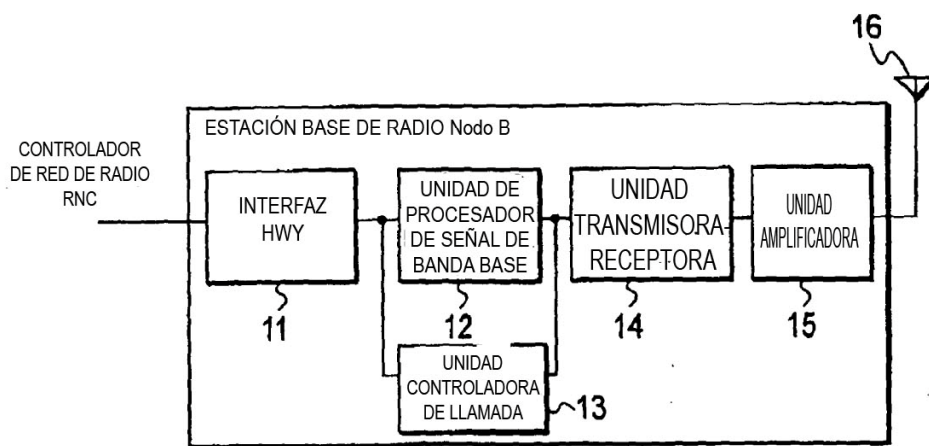 16
ESTACIÓN BASE DE RADIO Nodo B
CONTROLADOR
DE RED DE RADIO
RNC
INTERFAZ
HWY
11
UNIDAD DE
PROCESADOR
DE SEÑAL DE
BANDA BASE
12
UNIDAD
TRANSMISORA-
RECEPTORA
14
UNIDAD
AMPLIFICADORA
15
UNIDAD
CONTROLADORA
DE LLAMADA
13